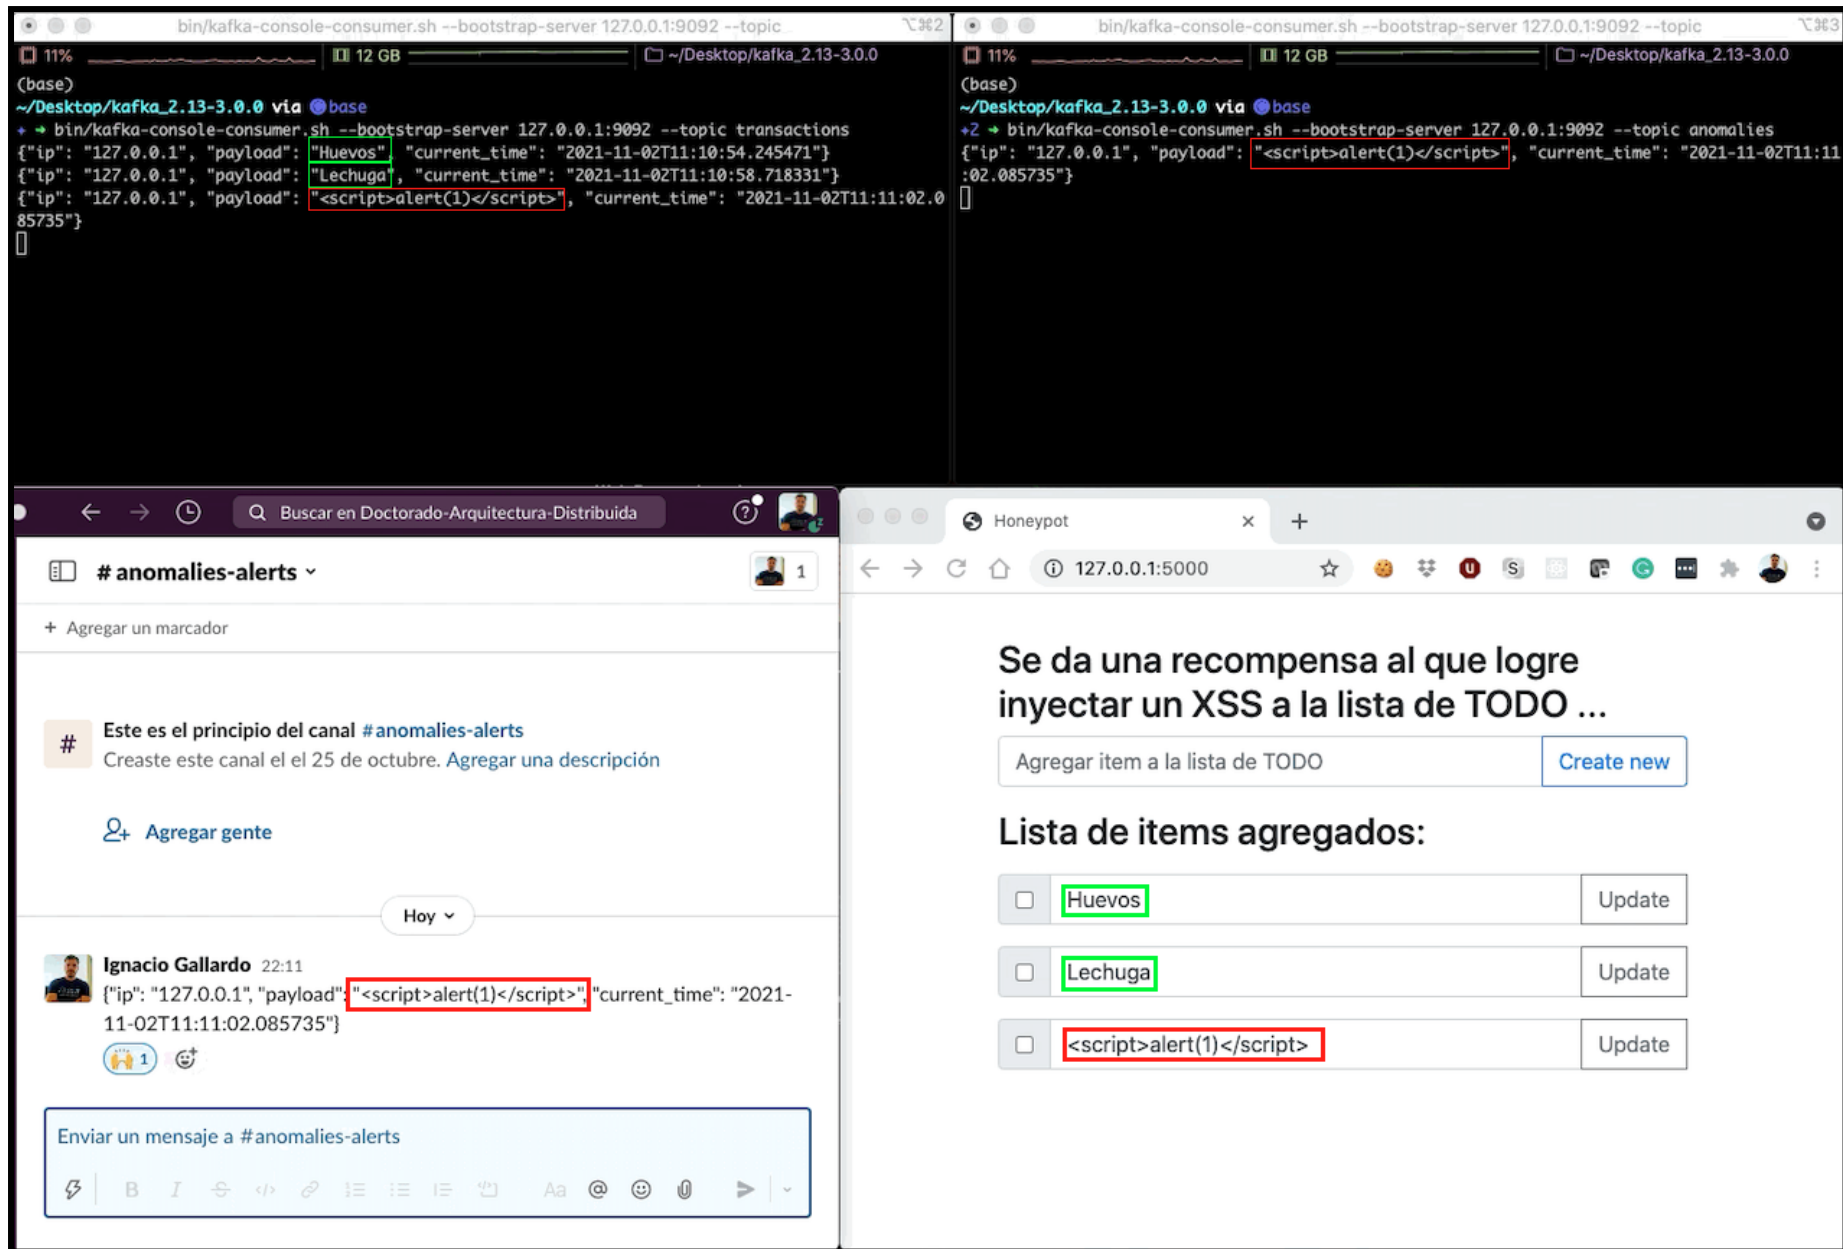 bin/kafka-console-consumer.sh --bootstrap-server 127.0.0.1:9092 --topic ⌥⌘2
11% 12 GB ~/Desktop/kafka_2.13-3.0.0
(base)
~/Desktop/kafka_2.13-3.0.0 via base
✦ ➜ bin/kafka-console-consumer.sh --bootstrap-server 127.0.0.1:9092 --topic transactions
{"ip": "127.0.0.1", "payload": "Huevos", "current_time": "2021-11-02T11:10:54.245471"}
{"ip": "127.0.0.1", "payload": "Lechuga", "current_time": "2021-11-02T11:10:58.718331"}
{"ip": "127.0.0.1", "payload": "<script>alert(1)</script>", "current_time": "2021-11-02T11:11:02.0
85735"}
bin/kafka-console-consumer.sh --bootstrap-server 127.0.0.1:9092 --topic ⌥⌘3
11% 12 GB ~/Desktop/kafka_2.13-3.0.0
(base)
~/Desktop/kafka_2.13-3.0.0 via base
✦2 ➜ bin/kafka-console-consumer.sh --bootstrap-server 127.0.0.1:9092 --topic anomalies
{"ip": "127.0.0.1", "payload": "<script>alert(1)</script>", "current_time": "2021-11-02T11:11
:02.085735"}
Buscar en Doctorado-Arquitectura-Distribuida
# anomalies-alerts
1
+ Agregar un marcador
Este es el principio del canal #anomalies-alerts
Creaste este canal el el 25 de octubre. Agregar una descripción
Agregar gente
Hoy
Ignacio Gallardo 22:11
{"ip": "127.0.0.1", "payload": "<script>alert(1)</script>", "current_time": "2021-
11-02T11:11:02.085735"}
1
Enviar un mensaje a #anomalies-alerts
B I S </> Aa @
Honeypot
127.0.0.1:5000
Se da una recompensa al que logre
inyectar un XSS a la lista de TODO ...
Agregar item a la lista de TODO Create new
Lista de items agregados:
Huevos Update
Lechuga Update
<script>alert(1)</script> Update